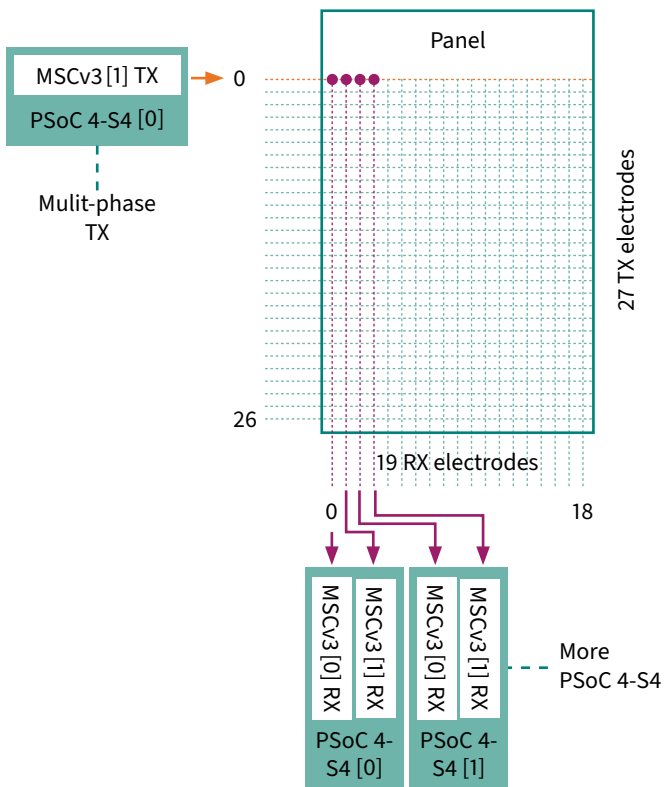 Panel
MSCv3 [1] TX
PSoC 4-S4 [0]
Mulit-phase
TX
0
27 TX electrodes
26
19 RX electrodes
0
18
MSCv3 [0] RX
MSCv3 [1] RX
MSCv3 [0] RX
MSCv3 [1] RX
PSoC 4-
S4 [0]
PSoC 4-
S4 [1]
More
PSoC 4-S4